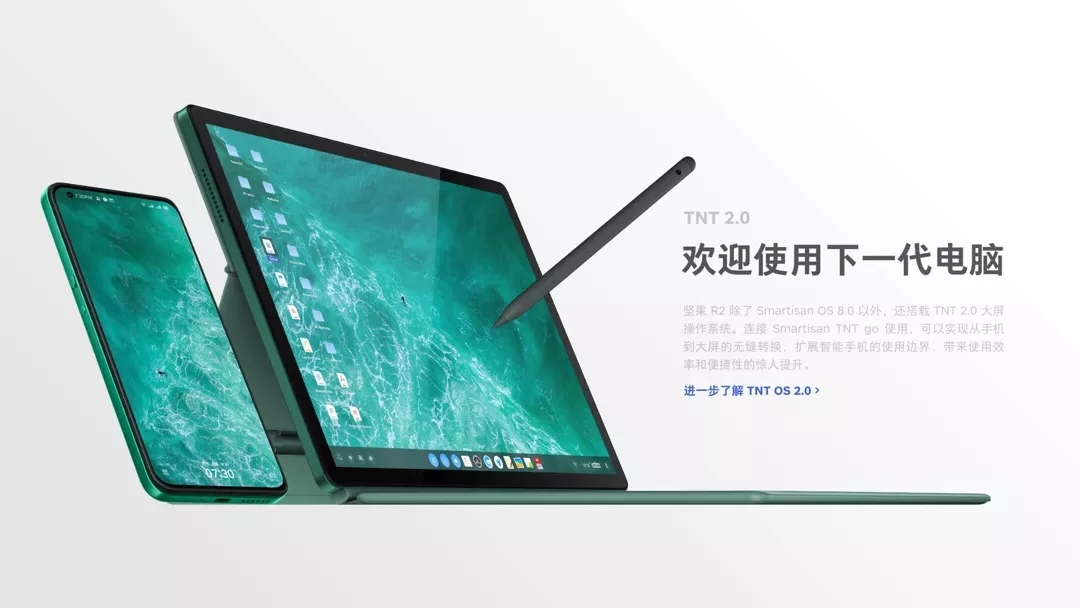 7:30PM
07:30
TNT 2.0
欢迎使用下一代电脑
坚果 R2 除了 Smartisan OS 8.0 以外，还搭载 TNT 2.0 大屏
操作系统。连接 Smartisan TNT go 使用，可以实现从手机
到大屏的无缝转换，扩展智能手机的使用边界，带来使用效
率和便捷性的惊人提升。
进一步了解 TNT OS 2.0 ›